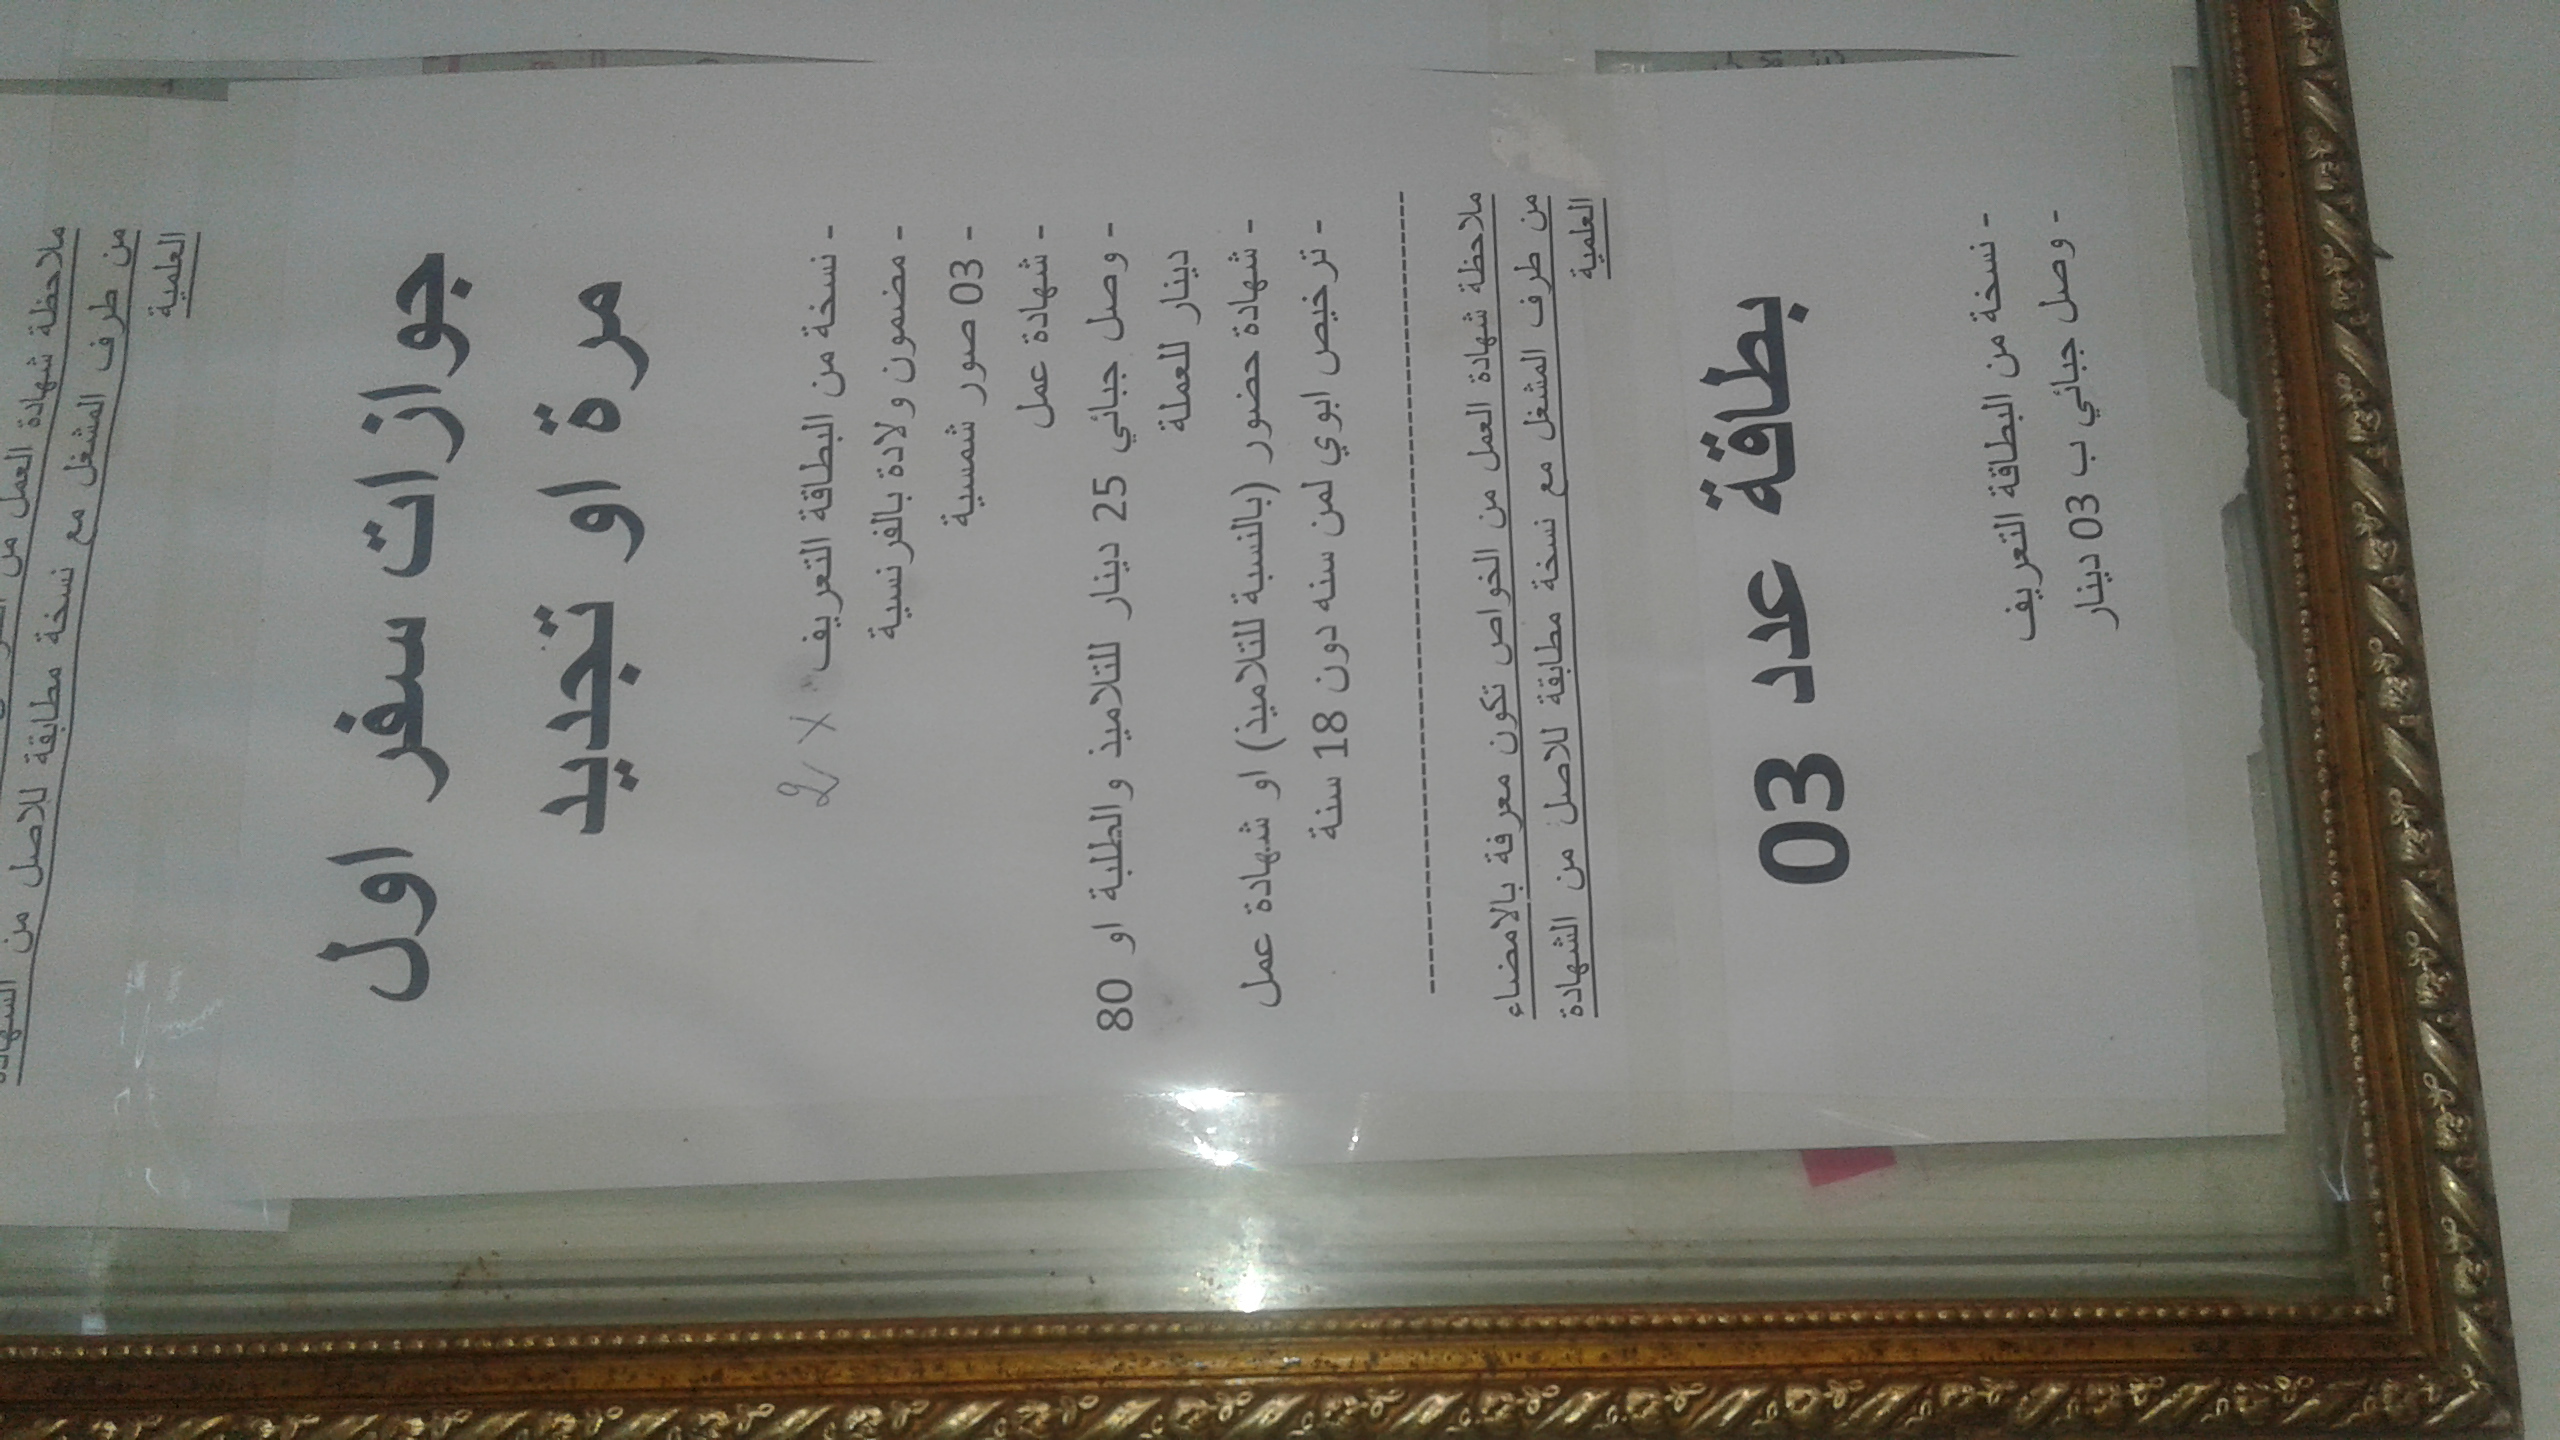 ملاحظة شهادة العمل من
من طرف المشغل مع نسخة مطابقة للاصل من الشهادة
العلمية
جوازات سفر اول
مرة او تجديد
- نسخة من البطاقة التعريف X 2
- مضمون ولادة بالفرنسية
- 03 صور شمسية
- شهادة عمل
- وصل جبائي 25 دينار للتلاميذ والطلبة او 80
دينار للعملة
- شهادة حضور (بالنسبة للتلاميذ) او شهادة عمل
- ترخيص ابوي لمن سنه دون 18 سنة
--------------------------------------------------
ملاحظة شهادة العمل من الخواص تكون معرفة بالامضاء
من طرف المشغل مع نسخة مطابقة للاصل من الشهادة
العلمية
بطاقة عدد 03
- نسخة من البطاقة التعريف
- وصل جبائي ب 03 دينار